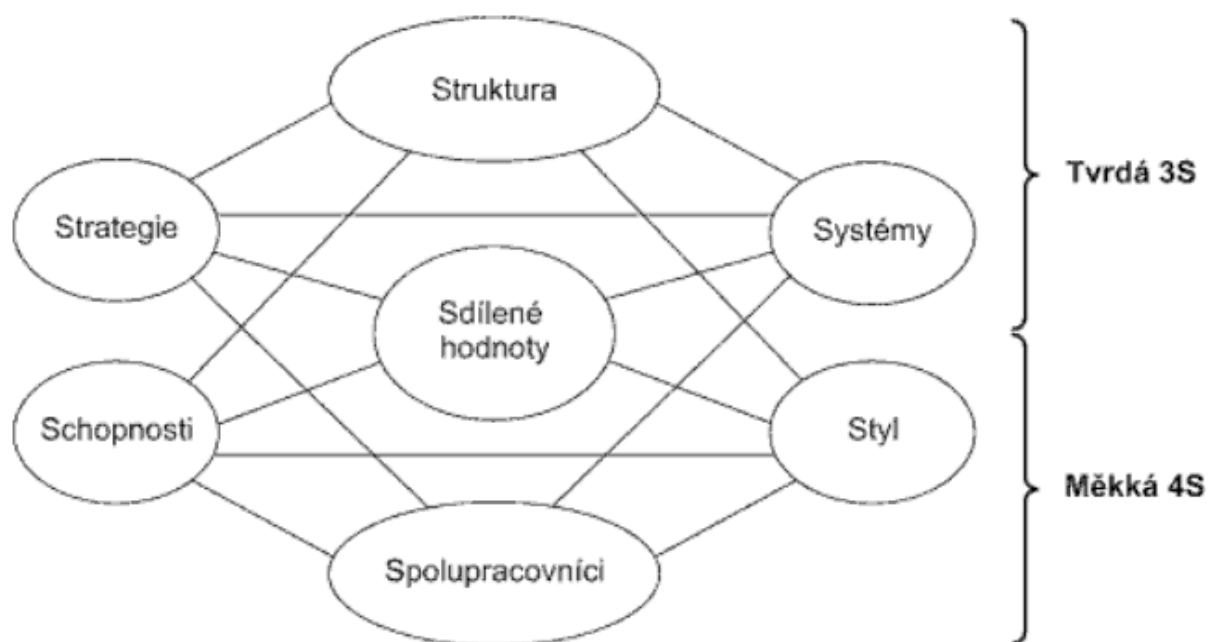 Struktura
Tvrdá 3S
Strategie
Systémy
Sdílené
hodnoty
Schopnosti
Styl
Měkká 4S
Spolupracovníci